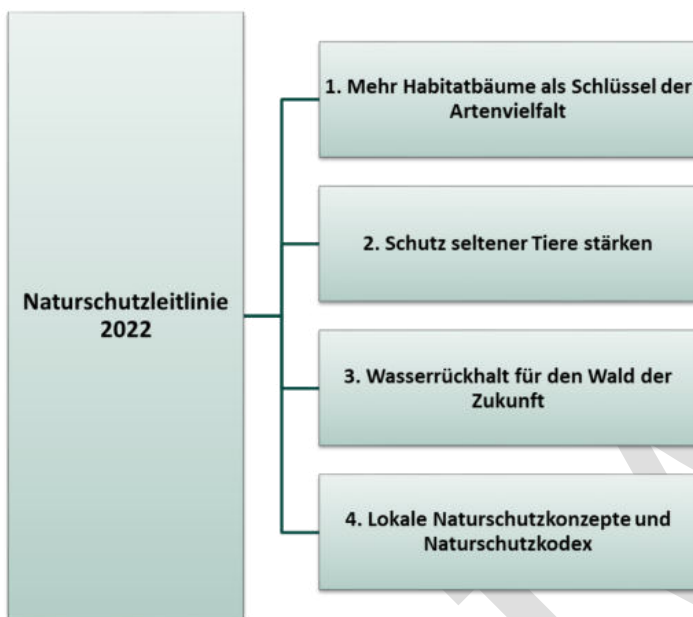 Naturschutzleitlinie
2022
1. Mehr Habitatbäume als Schlüssel der
Artenvielfalt
2. Schutz seltener Tiere stärken
3. Wasserrückhalt für den Wald der
Zukunft
4. Lokale Naturschutzkonzepte und
Naturschutzkodex